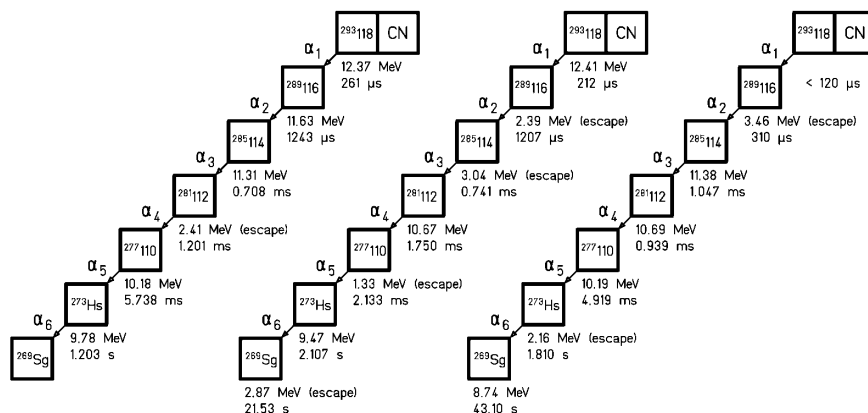 ²⁹³118 CN
α₁
12.37 MeV
261 µs
²⁸⁹116
α₂
11.63 MeV
1243 µs
²⁸⁵114
α₃
11.31 MeV
0.708 ms
²⁸¹112
α₄
2.41 MeV (escape)
1.201 ms
²⁷⁷110
α₅
10.18 MeV
5.738 ms
²⁷³Hs
α₆
9.78 MeV
1.203 s
²⁶⁹Sg
²⁹³118 CN
α₁
12.41 MeV
212 µs
²⁸⁹116
α₂
2.39 MeV (escape)
1207 µs
²⁸⁵114
α₃
3.04 MeV (escape)
0.741 ms
²⁸¹112
α₄
10.67 MeV
1.750 ms
²⁷⁷110
α₅
1.33 MeV (escape)
2.133 ms
²⁷³Hs
α₆
9.47 MeV
2.107 s
²⁶⁹Sg
2.87 MeV (escape)
21.53 s
²⁹³118 CN
α₁
< 120 µs
²⁸⁹116
α₂
3.46 MeV (escape)
310 µs
²⁸⁵114
α₃
11.38 MeV
1.047 ms
²⁸¹112
α₄
10.69 MeV
0.939 ms
²⁷⁷110
α₅
10.19 MeV
4.919 ms
²⁷³Hs
α₆
2.16 MeV (escape)
1.810 s
²⁶⁹Sg
8.74 MeV
43.10 s